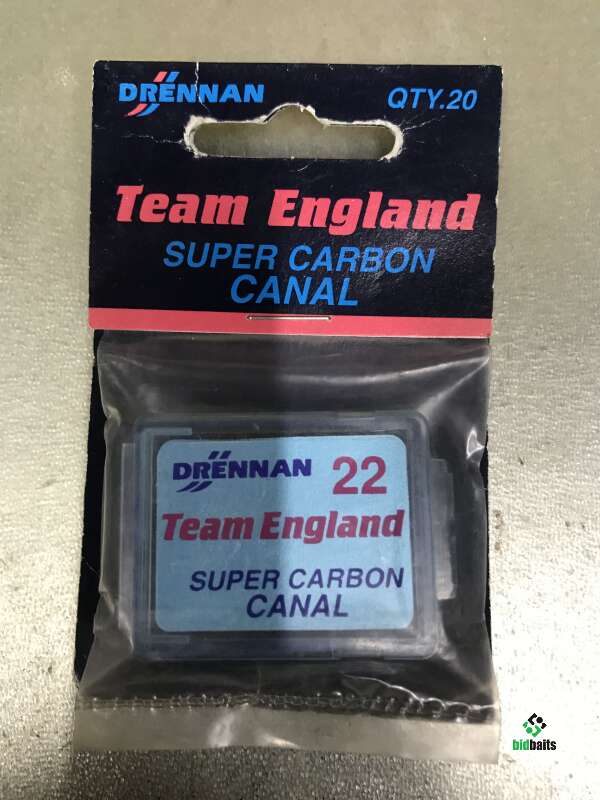 DRENNAN QTY.20
Team England
SUPER CARBON
CANAL
DRENNAN 22
Team England
SUPER CARBON
CANAL
bidbaits